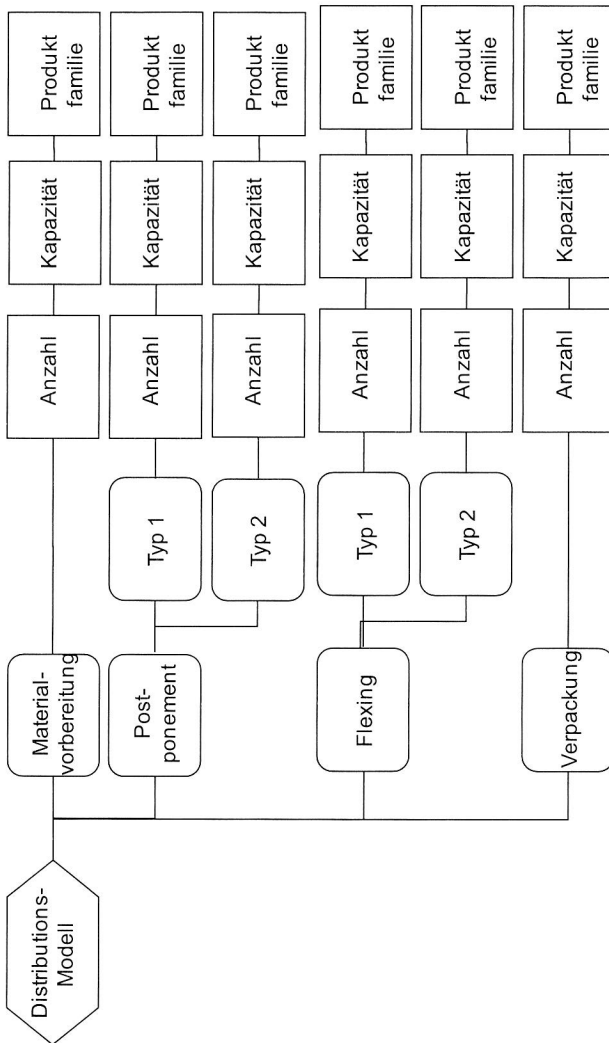 Distributions-
Modell
Material-
vorbereitung
Anzahl
Kapazität
Produkt
familie
Post-
ponement
Typ 1
Anzahl
Kapazität
Produkt
familie
Typ 2
Anzahl
Kapazität
Produkt
familie
Flexing
Typ 1
Anzahl
Kapazität
Produkt
familie
Typ 2
Anzahl
Kapazität
Produkt
familie
Verpackung
Anzahl
Kapazität
Produkt
familie